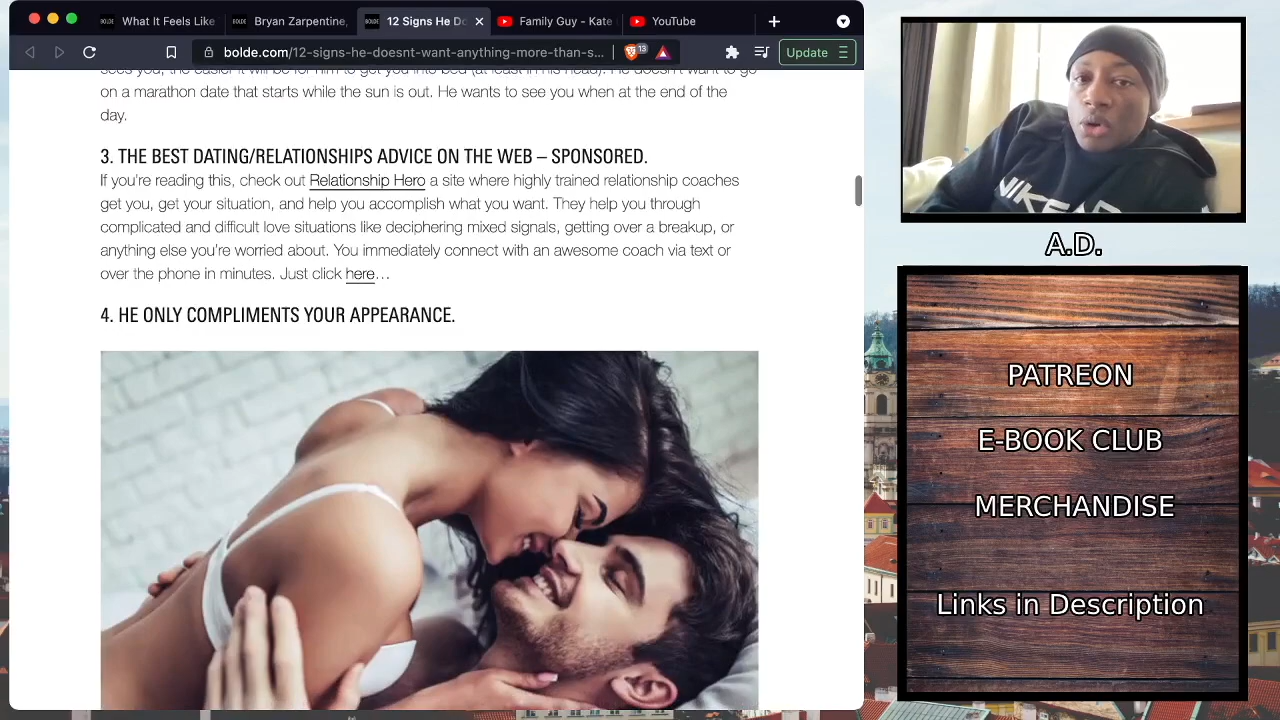 What It Feels Like
Bryan Zarpentine,
12 Signs He Do
Family Guy - Kate
YouTube
bolde.com/12-signs-he-doesnt-want-anything-more-than-s...
13
Update
on a marathon date that starts while the sun is out. He wants to see you when at the end of the
day.
3. THE BEST DATING/RELATIONSHIPS ADVICE ON THE WEB – SPONSORED.
If you're reading this, check out Relationship Hero a site where highly trained relationship coaches
get you, get your situation, and help you accomplish what you want. They help you through
complicated and difficult love situations like deciphering mixed signals, getting over a breakup, or
anything else you're worried about. You immediately connect with an awesome coach via text or
over the phone in minutes. Just click here…
4. HE ONLY COMPLIMENTS YOUR APPEARANCE.
A.D.
PATREON
E-BOOK CLUB
MERCHANDISE
Links in Description